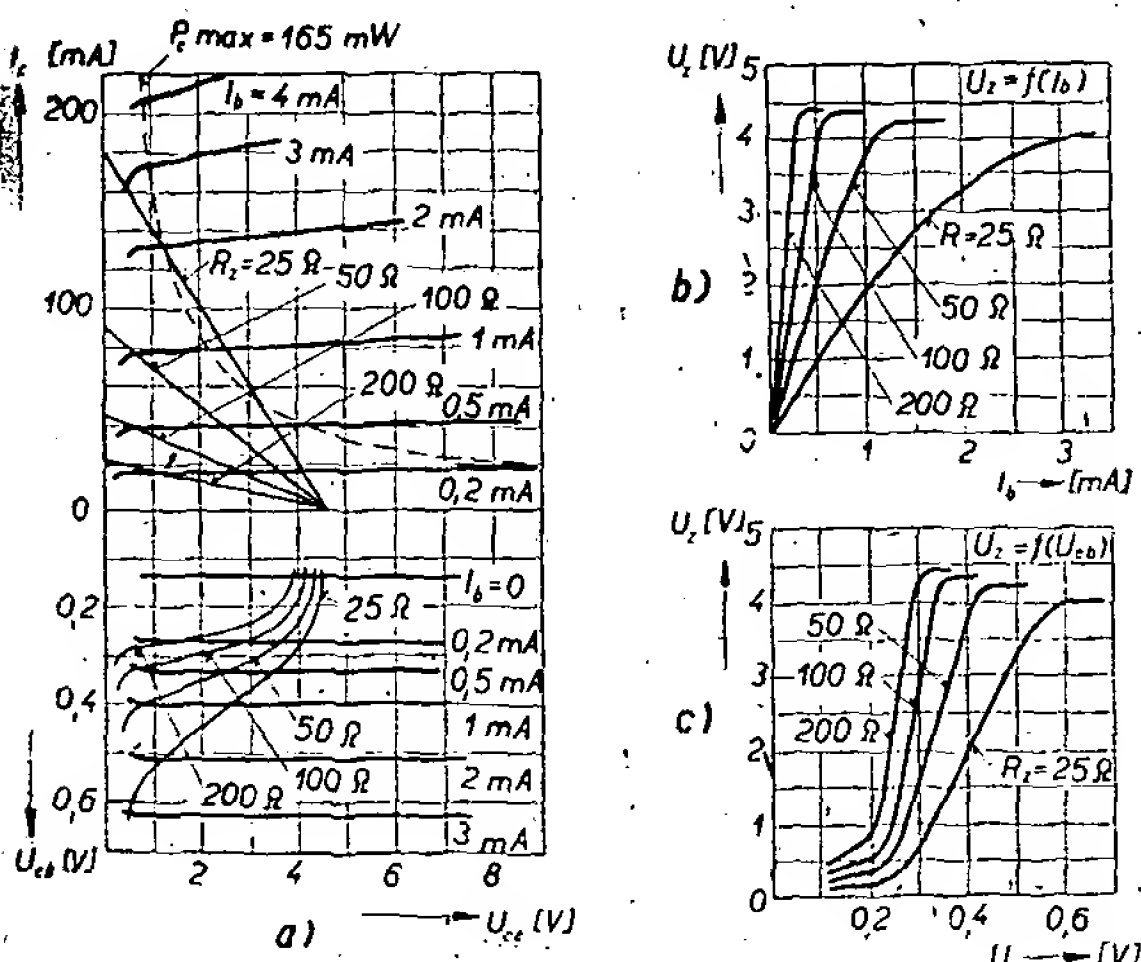 P_c max = 165 mW
I_c [mA]
200
I_b = 4 mA
3 mA
2 mA
R_z = 25 Ω
50 Ω
100
100 Ω
1 mA
200 Ω
0,5 mA
0,2 mA
0
I_b = 0
0,2
25 Ω
0,2 mA
0,5 mA
0,4
50 Ω
1 mA
100 Ω
2 mA
200 Ω
0,6
3 mA
U_eb [V]
2
4
6
8
U_ce [V]
a)
U_z [V]
5
U_z = f(I_b)
4
3
R = 25 Ω
2
b)
50 Ω
1
100 Ω
200 Ω
0
1
2
3
I_b [mA]
U_z [V]
5
U_z = f(U_eb)
4
50 Ω
3
100 Ω
c)
200 Ω
2
R_z = 25 Ω
1
0
0,2
0,4
0,6
[V]